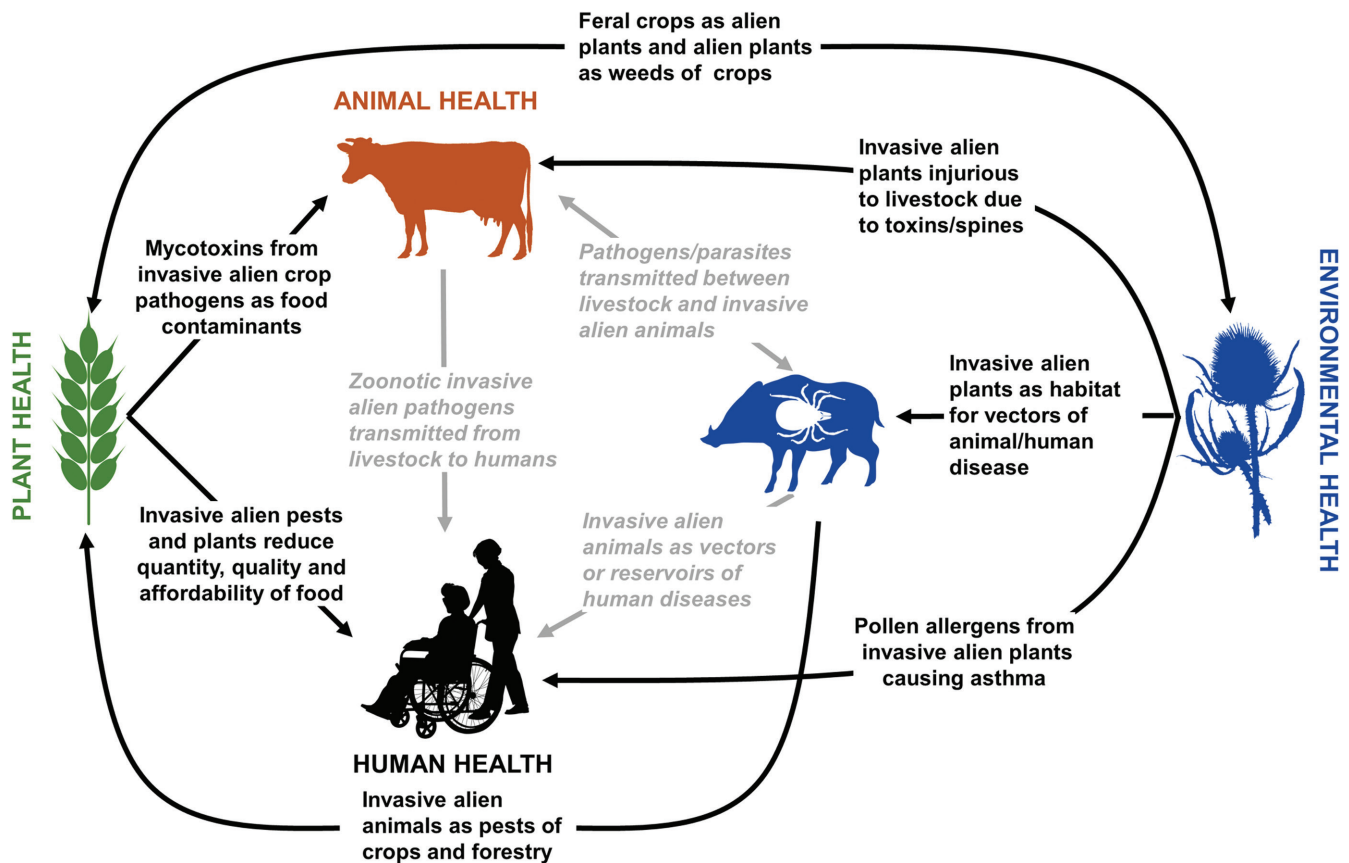 Feral crops as alien
plants and alien plants
as weeds of crops
ANIMAL HEALTH
Invasive alien
plants injurious
to livestock due
to toxins/spines
Mycotoxins from
invasive alien crop
pathogens as food
contaminants
Pathogens/parasites
transmitted between
livestock and invasive
alien animals
PLANT HEALTH
ENVIRONMENTAL HEALTH
Zoonotic invasive
alien pathogens
transmitted from
livestock to humans
Invasive alien
plants as habitat
for vectors of
animal/human
disease
Invasive alien pests
and plants reduce
quantity, quality and
affordability of food
Invasive alien
animals as vectors
or reservoirs of
human diseases
Pollen allergens from
invasive alien plants
causing asthma
HUMAN HEALTH
Invasive alien
animals as pests of
crops and forestry